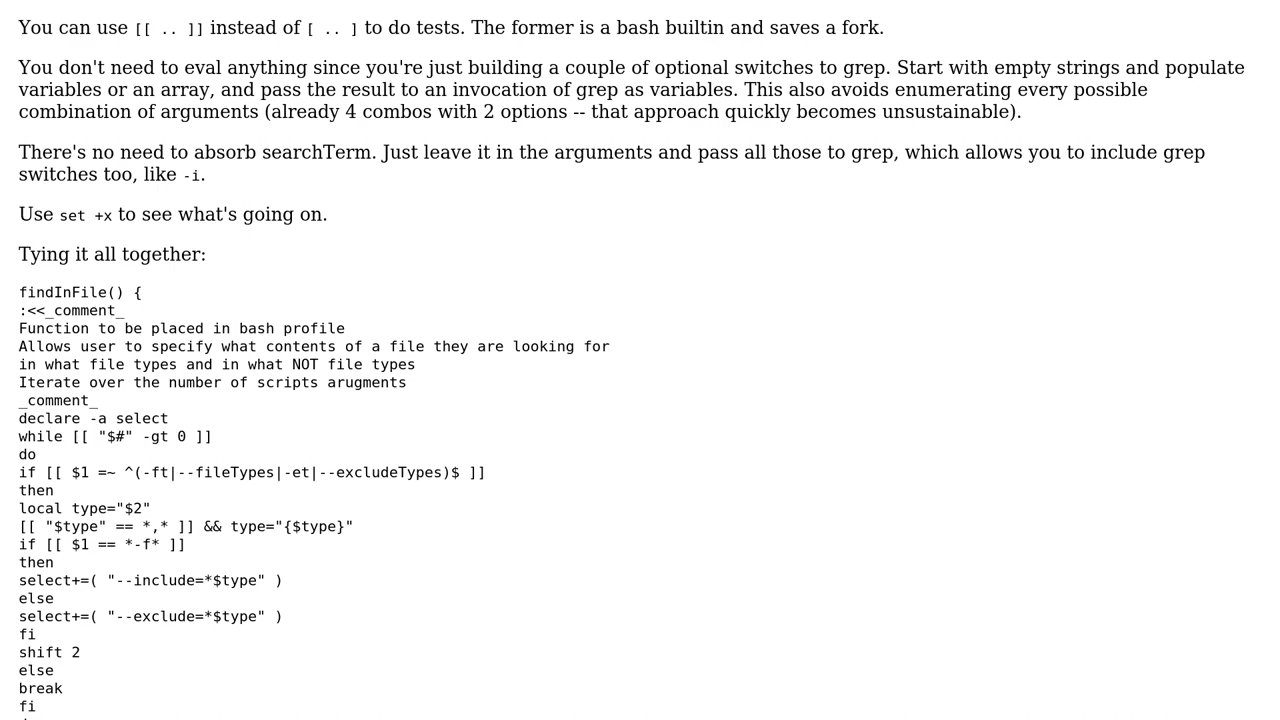 You can use [[ .. ]] instead of [ .. ] to do tests. The former is a bash builtin and saves a fork.
You don't need to eval anything since you're just building a couple of optional switches to grep. Start with empty strings and populate
variables or an array, and pass the result to an invocation of grep as variables. This also avoids enumerating every possible
combination of arguments (already 4 combos with 2 options -- that approach quickly becomes unsustainable).
There's no need to absorb searchTerm. Just leave it in the arguments and pass all those to grep, which allows you to include grep
switches too, like -i.
Use set +x to see what's going on.
Tying it all together:
findInFile() {
:<<_comment_
Function to be placed in bash profile
Allows user to specify what contents of a file they are looking for
in what file types and in what NOT file types
Iterate over the number of scripts arugments
_comment_
declare -a select
while [[ "$#" -gt 0 ]]
do
if [[ $1 =~ ^(-ft|--fileTypes|-et|--excludeTypes)$ ]]
then
local type="$2"
[[ "$type" == *,* ]] && type="{$type}"
if [[ $1 == *-f* ]]
then
select+=( "--include=*$type" )
else
select+=( "--exclude=*$type" )
fi
shift 2
else
break
fi